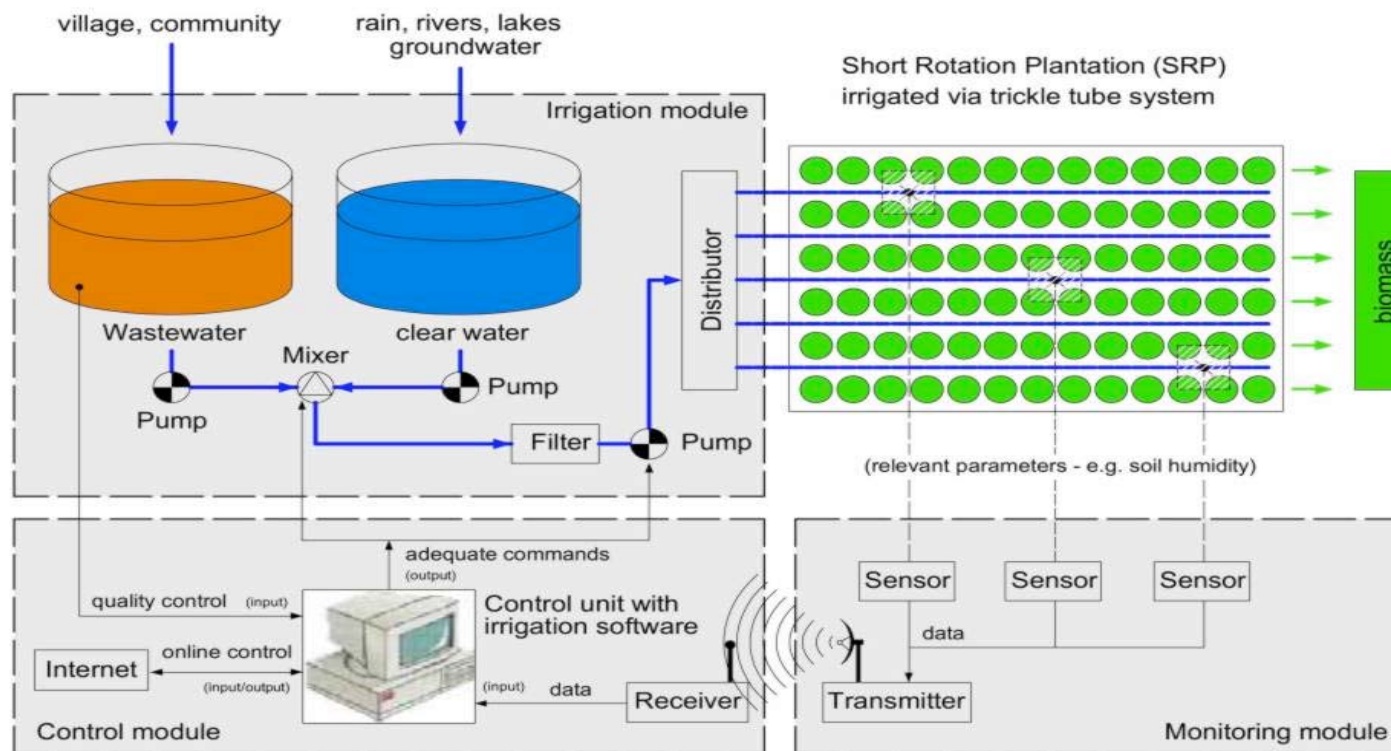 village, community
rain, rivers, lakes
groundwater
Short Rotation Plantation (SRP)
irrigated via trickle tube system
Irrigation module
Distributor
biomass
Wastewater
clear water
Mixer
Pump
Pump
Filter
Pump
(relevant parameters - e.g. soil humidity)
adequate commands
(output)
quality control (input)
Control unit with
irrigation software
Internet
online control
(input/output)
(input) data
Receiver
Control module
Sensor
Sensor
Sensor
data
Transmitter
Monitoring module